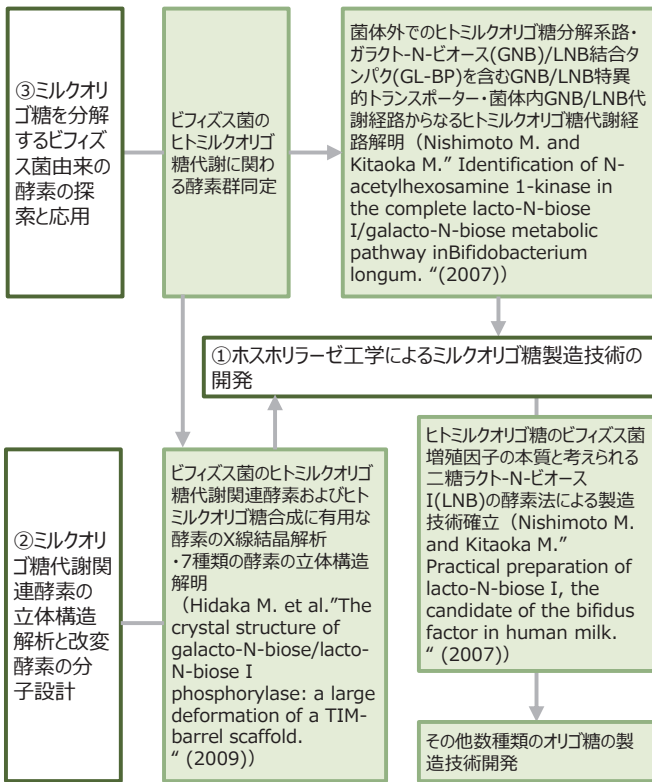 ③ミルクオリ
ゴ糖を分解
するビフィズ
ス菌由来の
酵素の探
索と応用
ビフィズス菌の
ヒトミルクオリゴ
糖代謝に関わ
る酵素群同定
菌体外でのヒトミルクオリゴ糖分解系路・
ガラクト-N-ビオース(GNB)/LNB結合タ
ンパク(GL-BP)を含むGNB/LNB特異
的トランスポーター・菌体内GNB/LNB代
謝経路からなるヒトミルクオリゴ糖代謝経
路解明（Nishimoto M. and
Kitaoka M.” Identification of N-
acetylhexosamine 1-kinase in
the complete lacto-N-biose
I/galacto-N-biose metabolic
pathway inBifidobacterium
longum. “(2007)）
①ホスホリラーゼ工学によるミルクオリゴ糖製造技術の
開発
②ミルクオリ
ゴ糖代謝関
連酵素の
立体構造
解析と改変
酵素の分
子設計
ビフィズス菌のヒトミルクオリゴ
糖代謝関連酵素およびヒト
ミルクオリゴ糖合成に有用な
酵素のX線結晶解析
・7種類の酵素の立体構造
解明
（Hidaka M. et al.”The
crystal structure of
galacto-N-biose/lacto-
N-biose I
phosphorylase: a large
deformation of a TIM-
barrel scaffold.
“ (2009)）
ヒトミルクオリゴ糖のビフィズス菌
増殖因子の本質と考えられる
二糖ラクト-N-ビオース
I(LNB)の酵素法による製造
技術確立（Nishimoto M.
and Kitaoka M.”
Practical preparation of
lacto-N-biose I, the
candidate of the bifidus
factor in human milk.
“ (2007)）
その他数種類のオリゴ糖の製
造技術開発